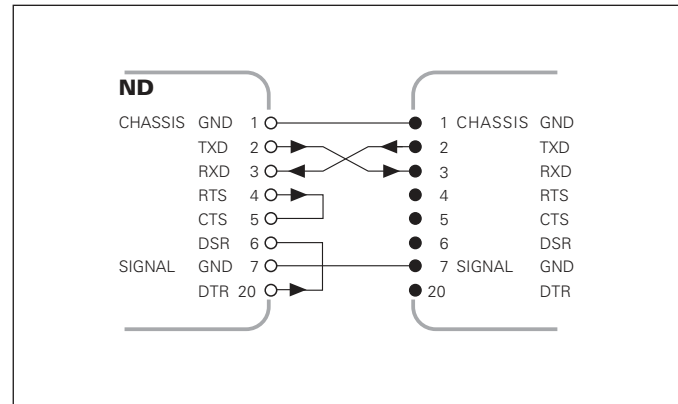 ND
CHASSIS GND 1 1 CHASSIS GND
TXD 2 2 TXD
RXD 3 3 RXD
RTS 4 4 RTS
CTS 5 5 CTS
DSR 6 6 DSR
SIGNAL GND 7 7 SIGNAL GND
DTR 20 20 DTR